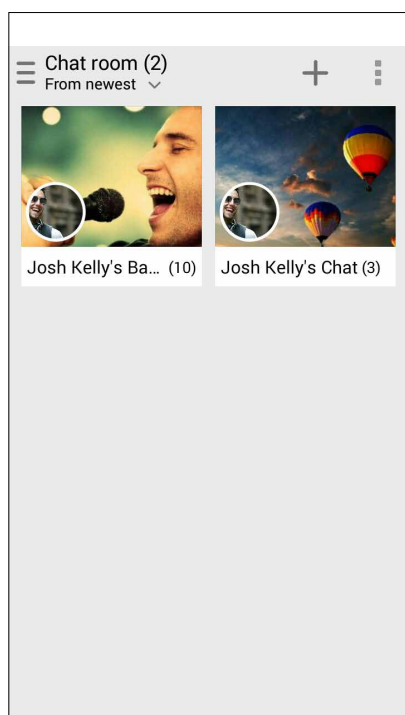 Chat room (2)
From newest
Josh Kelly's Ba... (10)
Josh Kelly's Chat (3)